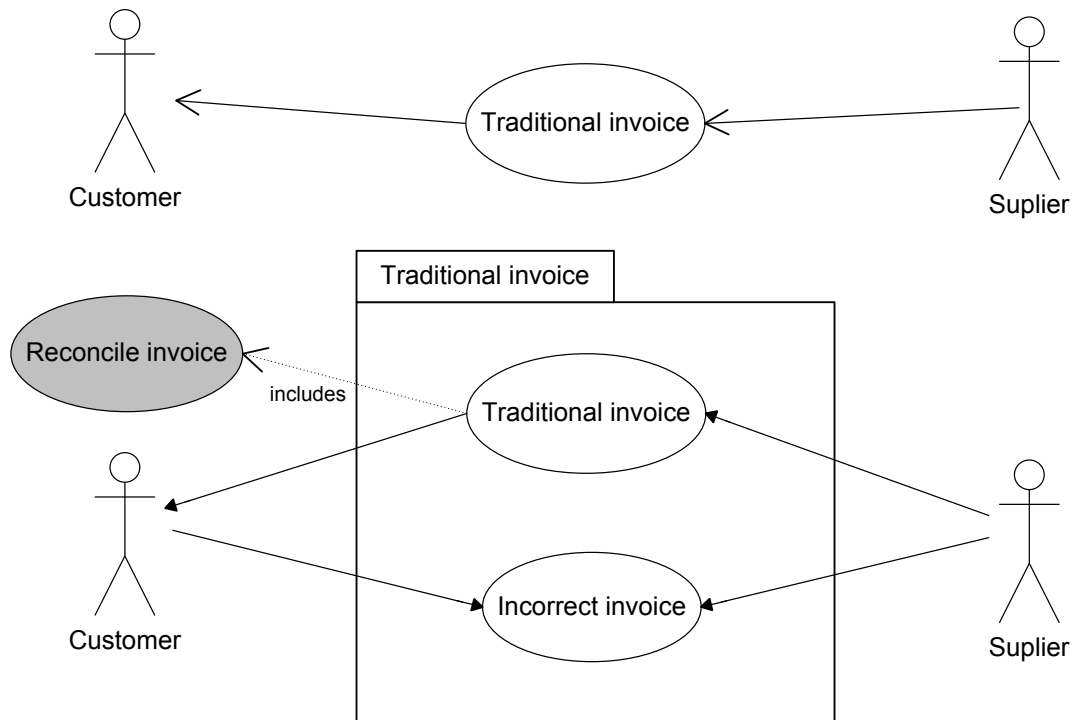 Traditional invoice
Customer
Suplier
Traditional invoice
Reconcile invoice
includes
Traditional invoice
Incorrect invoice
Customer
Suplier